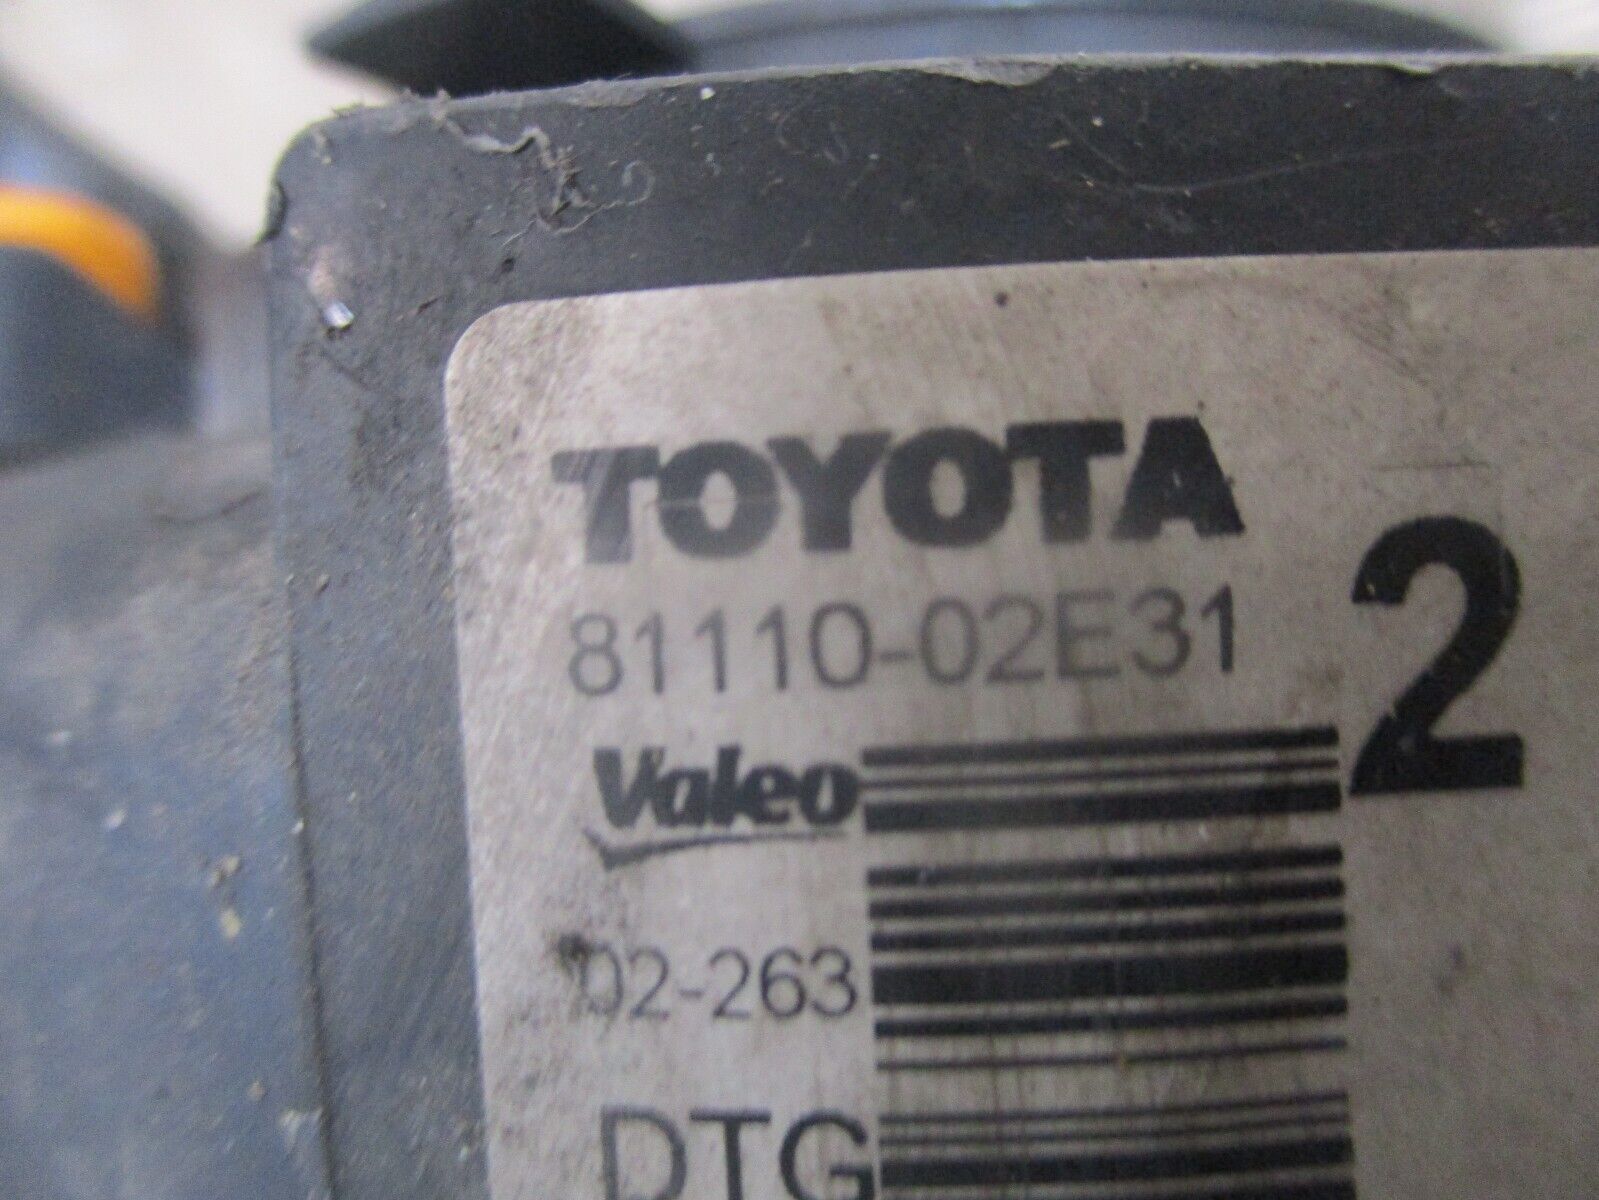 TOYOTA
81110-02E31
2
Valeo
02-263
DTG